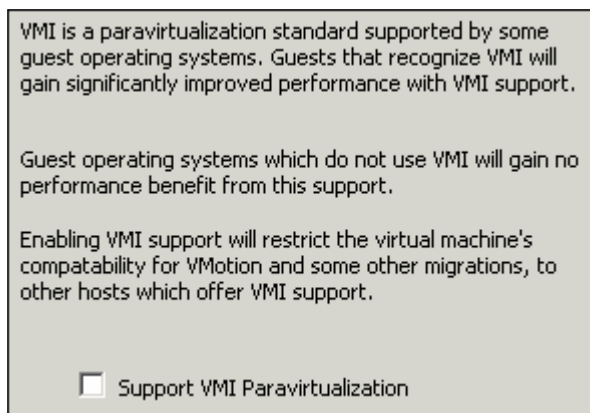 VMI is a paravirtualization standard supported by some
guest operating systems. Guests that recognize VMI will
gain significantly improved performance with VMI support.
Guest operating systems which do not use VMI will gain no
performance benefit from this support.
Enabling VMI support will restrict the virtual machine's
compatability for VMotion and some other migrations, to
other hosts which offer VMI support.
Support VMI Paravirtualization